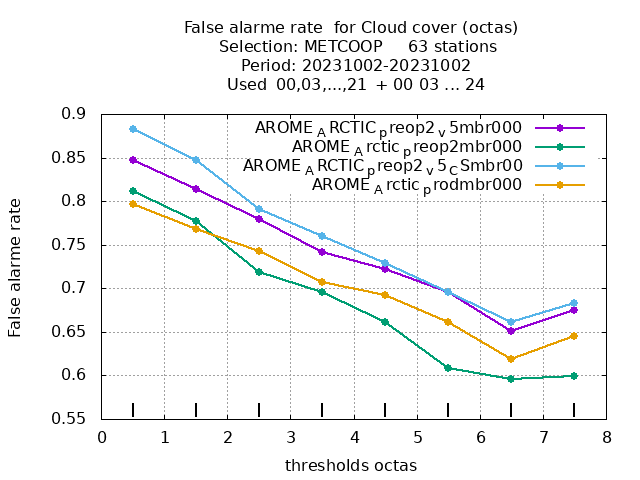 False alarme rate  for Cloud cover (octas)
Selection: METCOOP     63 stations
Period: 20231002-20231002
Used  00,03,...,21  + 00 03 ... 24
AROME_ARCTIC_preop2_v5mbr000
AROME_Arctic_preop2mbr000
AROME_ARCTIC_preop2_v5_CSmbr00
AROME_Arctic_prodmbr000
0.9
0.85
0.8
0.75
0.7
0.65
0.6
0.55
False alarme rate
0 1 2 3 4 5 6 7 8
thresholds octas